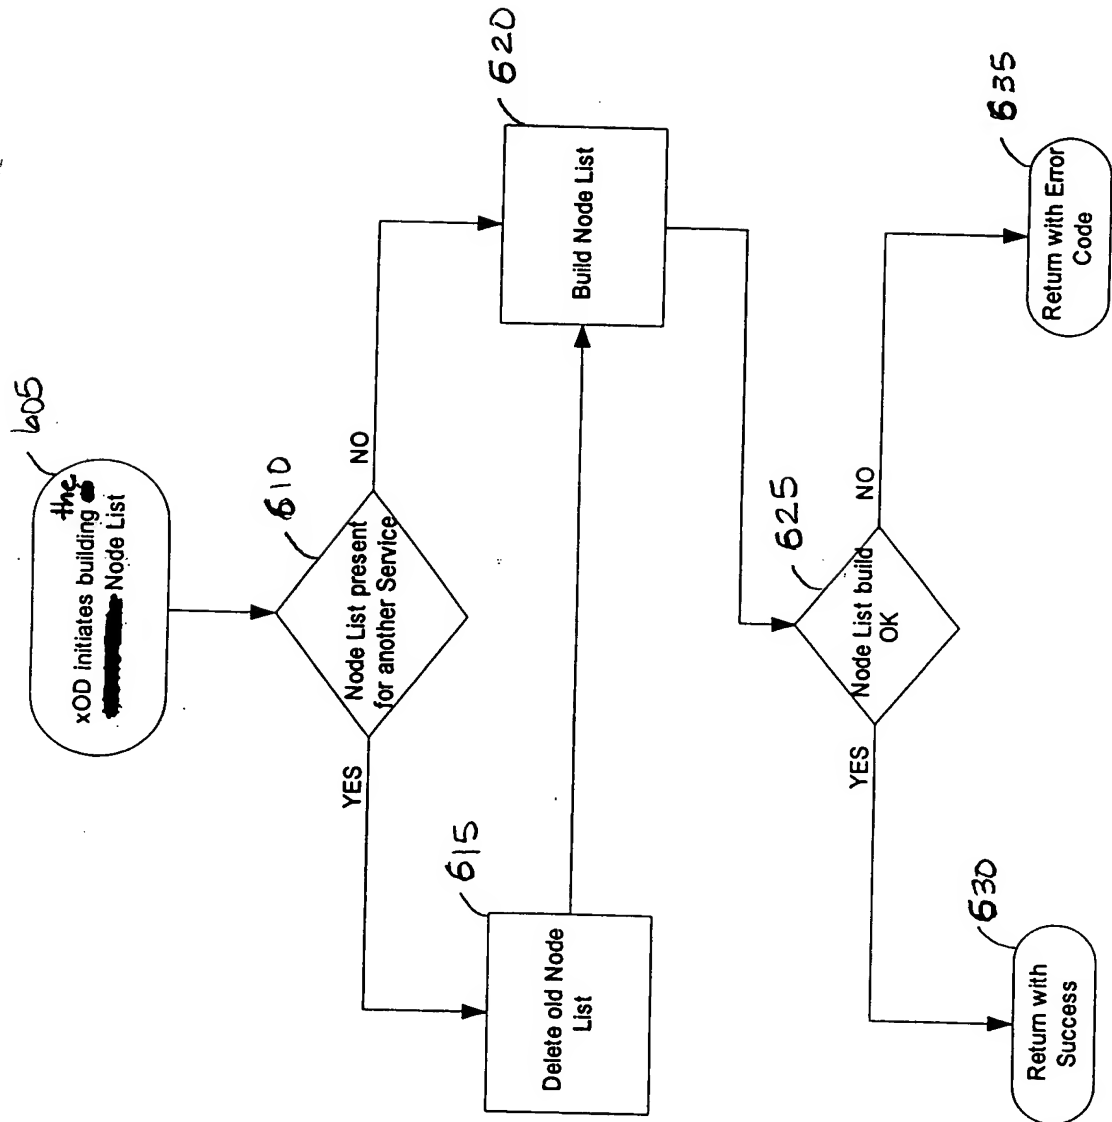 605
xOD initiates building the
Node List
610
Node List present
for another Service
YES
NO
615
Delete old Node
List
620
Build Node List
625
Node List build
OK
YES
NO
630
Return with
Success
635
Return with Error
Code